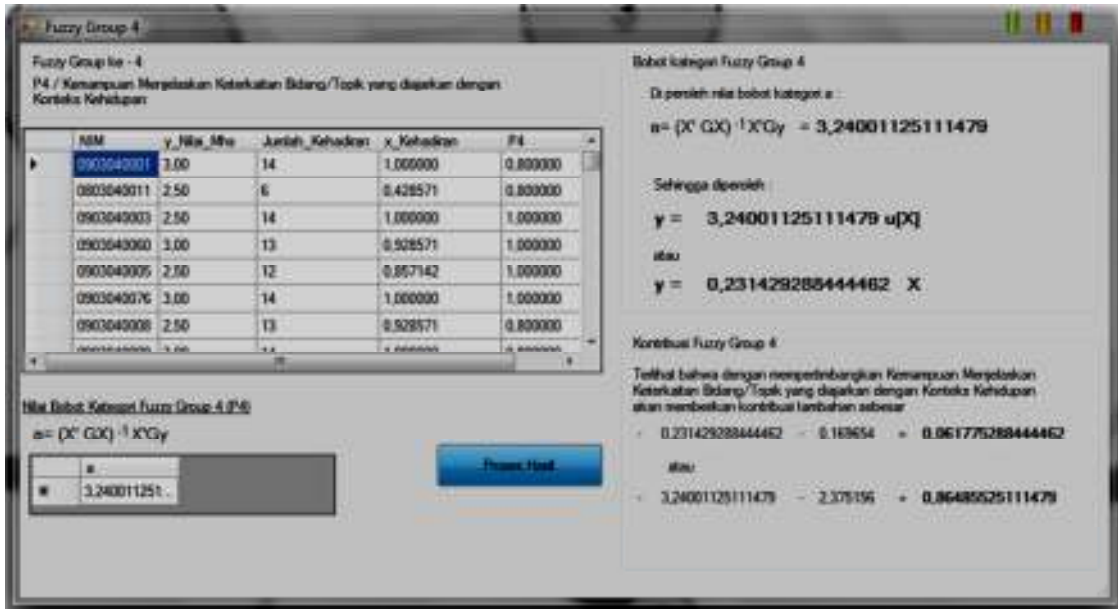 Fuzzy Group 4
Fuzzy Group ke - 4
P4 / Kemampuan Menjelaskan Keterkaitan Bidang/Topik yang diajarkan dengan
Konteks Kehidupan
NIM y_Nilai_Mhs Jumlah_Kehadiran x_Kehadiran P4
0903040001 3.00 14 1,000000 0.800000
0803040011 2.50 6 0,428571 0.800000
0903040003 2.50 14 1,000000 1.000000
0903040060 3.00 13 0,928571 1.000000
0903040005 2.50 12 0,857142 1.000000
0903040076 3.00 14 1,000000 1.000000
0903040008 2.50 13 0,928571 0.800000
Nilai Bobot Kategori Fuzzy Group 4 (P4)
a= (X' GX) -1 X'Gy
a
3,240011251...
Proses Hasil
Bobot kategori Fuzzy Group 4
Di peroleh nilai bobot kategori a :
a= (X' GX) -1 X'Gy = 3,24001125111479
Sehingga diperoleh :
y = 3,24001125111479 u[X]
atau
y = 0,231429288444462 X
Kontribusi Fuzzy Group 4
Terlihat bahwa dengan mempertimbangkan Kemampuan Menjelaskan
Keterkaitan Bidang/Topik yang diajarkan dengan Konteks Kehidupan
akan memberikan kontribusi tambahan sebesar
0.231429288444462 - 0.169654 = 0.061775288444462
atau
3,24001125111479 - 2,375156 = 0,86485525111479